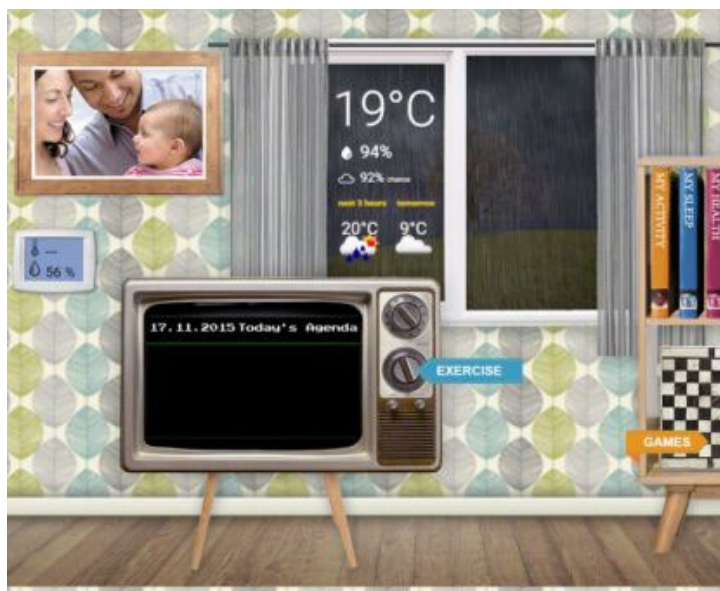 19°C
94%
92% chance
next 3 hours tomorrow
20°C 9°C
--- 
56 %
MY ACTIVITY
MY SLEEP
MY HEALTH
17.11.2015 Today's Agenda
EXERCISE
GAMES